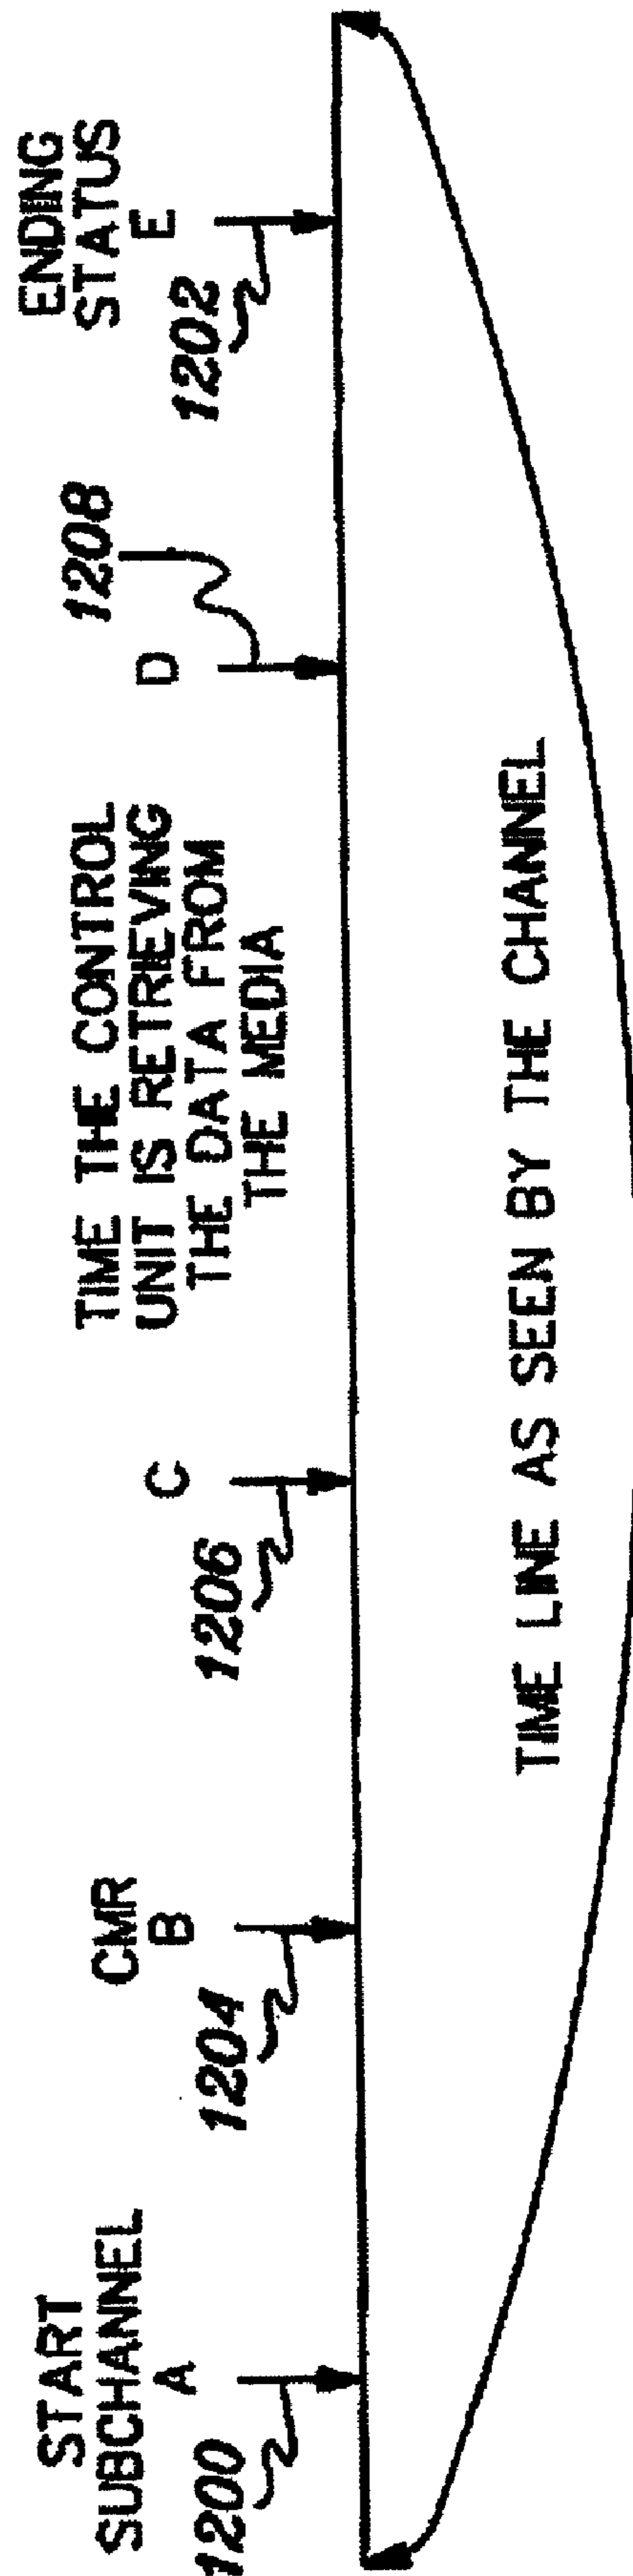 START
SUBCHANNEL
A
1200
CMR
B
1204
C
1206
TIME THE CONTROL
UNIT IS RETRIEVING
THE DATA FROM
THE MEDIA
D
1208
ENDING
STATUS
E
1202
TIME LINE AS SEEN BY THE CHANNEL